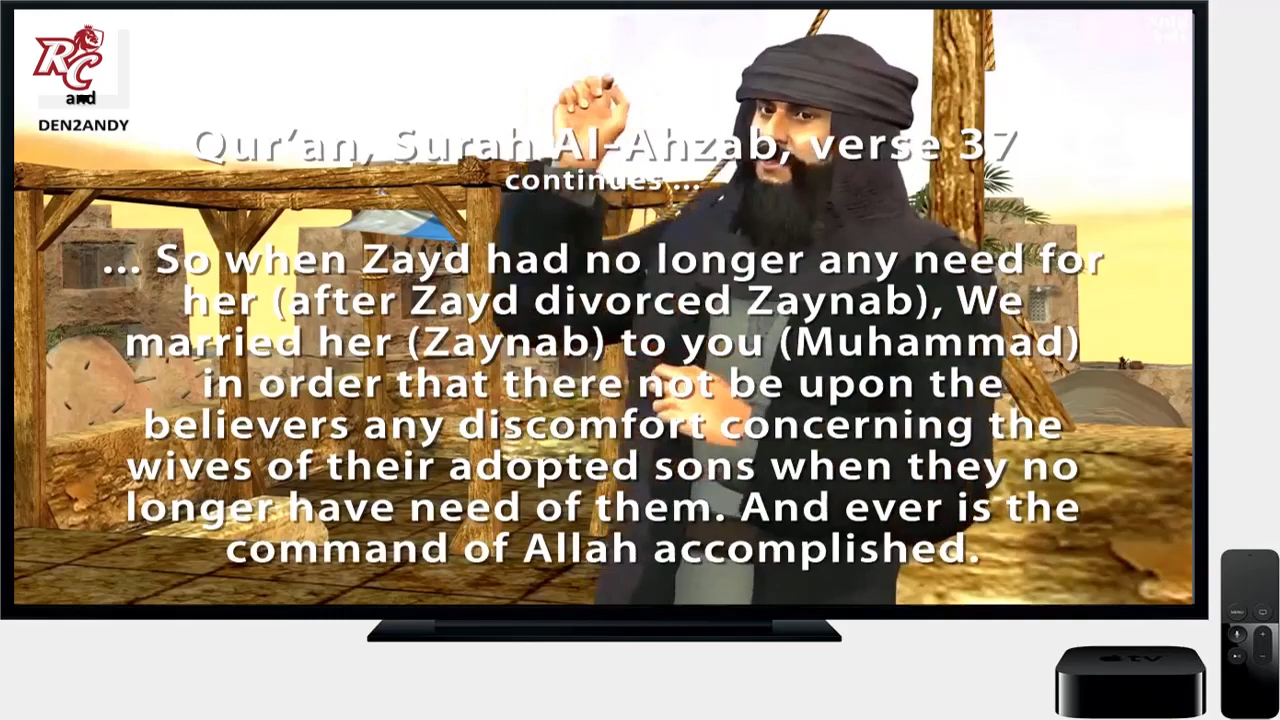 RC
and
DEN2ANDY
Qur’an, Surah Al-Ahzab, verse 37
continues ...
... So when Zayd had no longer any need for
her (after Zayd divorced Zaynab), We
married her (Zaynab) to you (Muhammad)
in order that there not be upon the
believers any discomfort concerning the
wives of their adopted sons when they no
longer have need of them. And ever is the
command of Allah accomplished.
MENU
tv